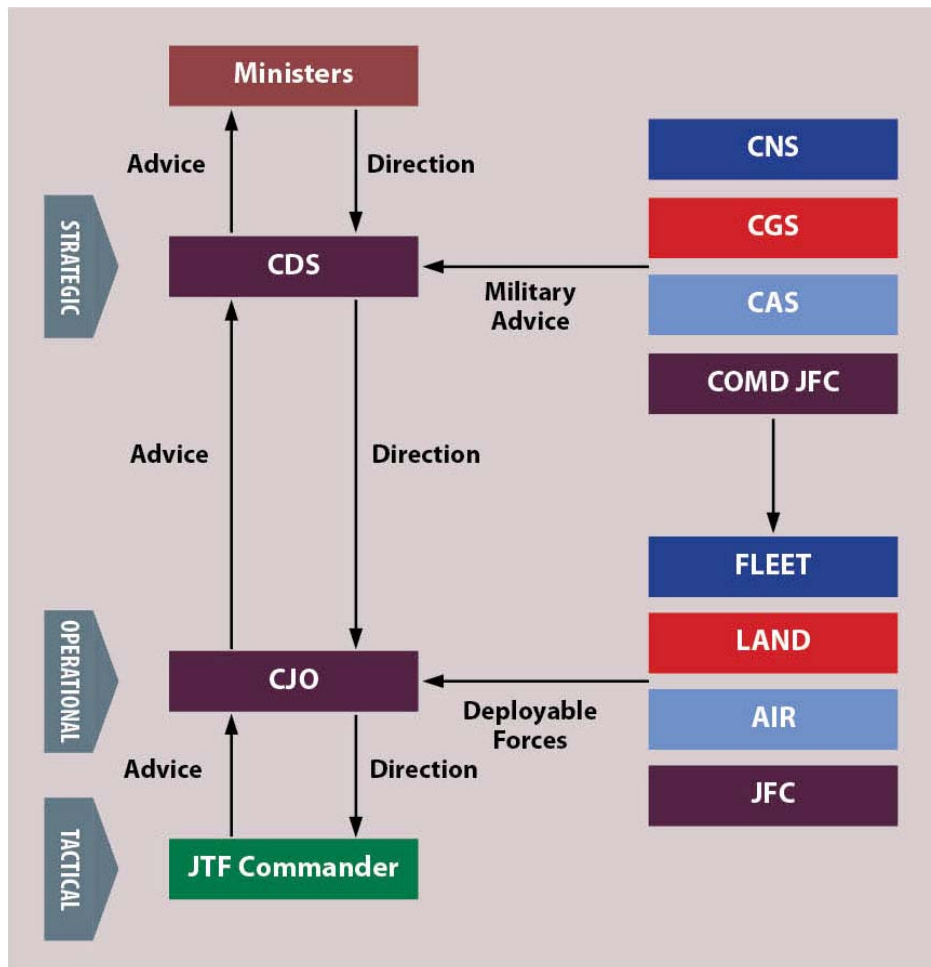 Ministers
Advice
Direction
STRATEGIC
CDS
Military
Advice
CNS
CGS
CAS
COMD JFC
Advice
Direction
OPERATIONAL
CJO
Deployable
Forces
FLEET
LAND
AIR
JFC
Advice
Direction
TACTICAL
JTF Commander